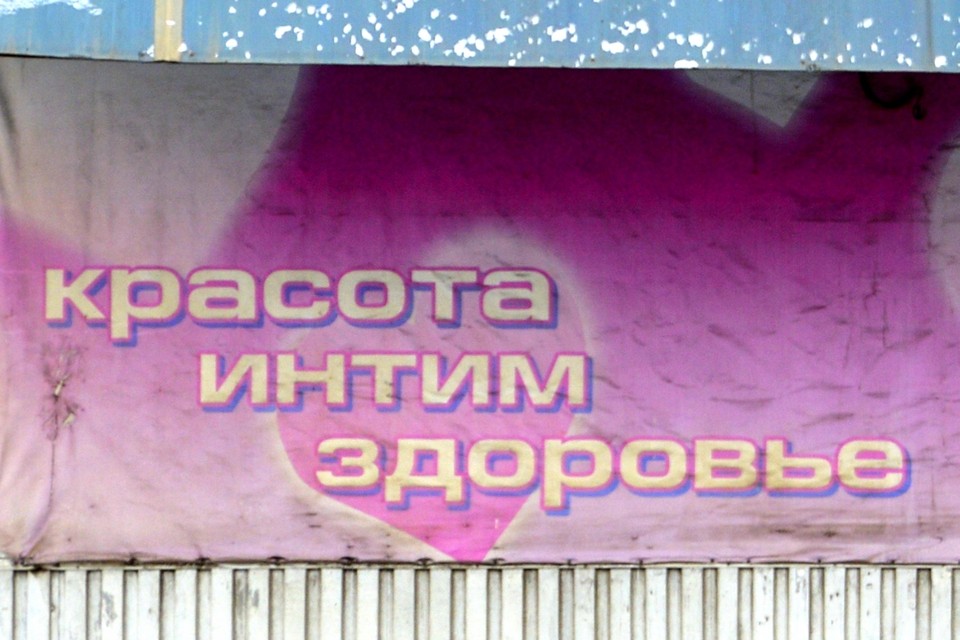 красота
интим
здоровье